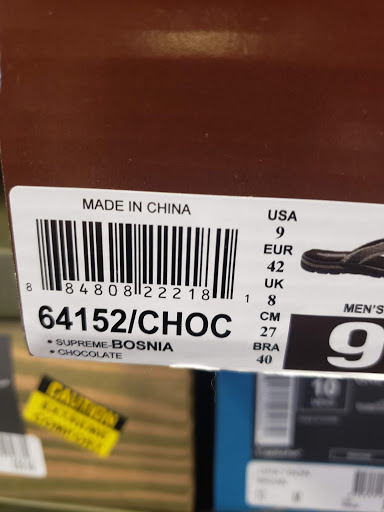 MADE IN CHINA
8 84808 22218 1
64152/CHOC
• SUPREME-BOSNIA
• CHOCOLATE
USA
9
EUR
42
UK
8
CM
27
BRA
40
MEN'S
9
CAUTION
10